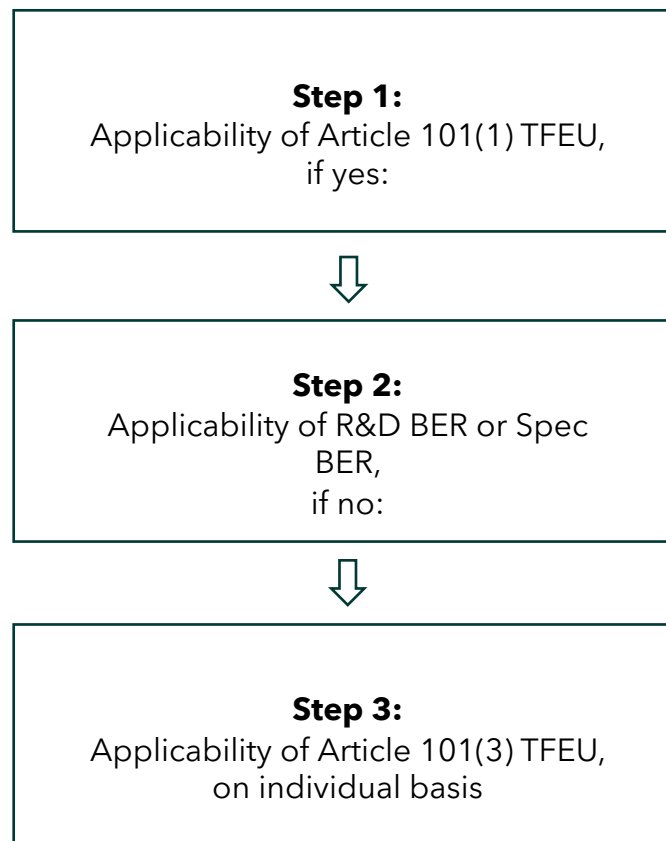 Step 1:
Applicability of Article 101(1) TFEU,
if yes:
Step 2:
Applicability of R&D BER or Spec
BER,
if no:
Step 3:
Applicability of Article 101(3) TFEU,
on individual basis